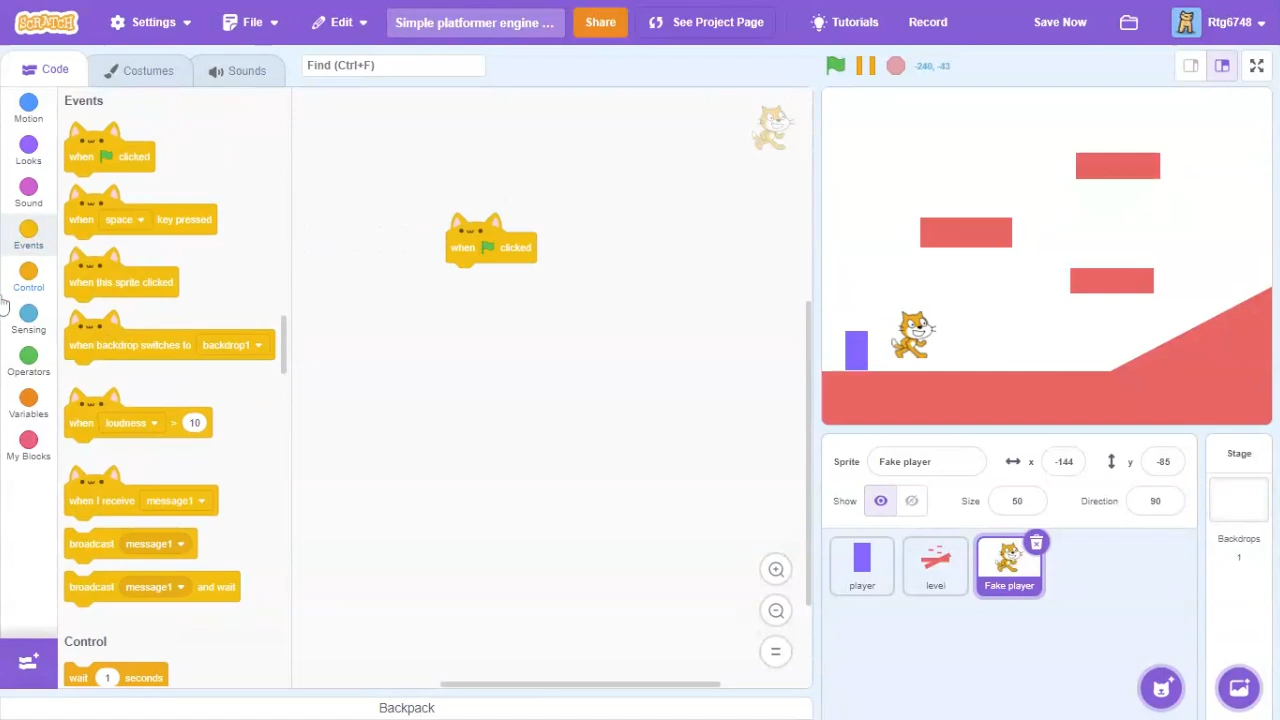 SCRATCH Settings File Edit Simple platformer engine ... Share See Project Page Tutorials Record Save Now Rtg6748
Code Costumes Sounds Find (Ctrl+F) -240, -43
Motion
Looks
Sound
Events
Control
Sensing
Operators
Variables
My Blocks
Events
when clicked
when space key pressed
when this sprite clicked
when backdrop switches to backdrop1
when loudness > 10
when I receive message1
broadcast message1
broadcast message1 and wait
Control
wait 1 seconds
when clicked
Sprite Fake player x -144 y -85
Show Size 50 Direction 90
player level Fake player
Stage
Backdrops
1
Backpack